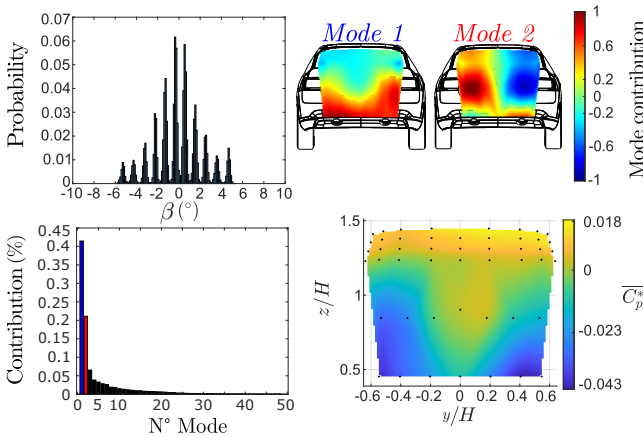 Probability
0.07
0.06
0.05
0.04
0.03
0.02
0.01
0
-10 -8 -6 -4 -2 0 2 4 6 8 10
β (°)
Mode 1
Mode 2
1
0.6
0.2
0
-0.2
-0.6
-1
Mode contribution
Contribution (%)
0.45
0.4
0.35
0.3
0.25
0.2
0.15
0.1
0.05
0
0 5 10 20 30 40 50
N° Mode
z/H
1.5
1
0.5
-0.6 -0.4 -0.2 0 0.2 0.4 0.6
y/H
0.018
0
-0.023
-0.043
C_p^*